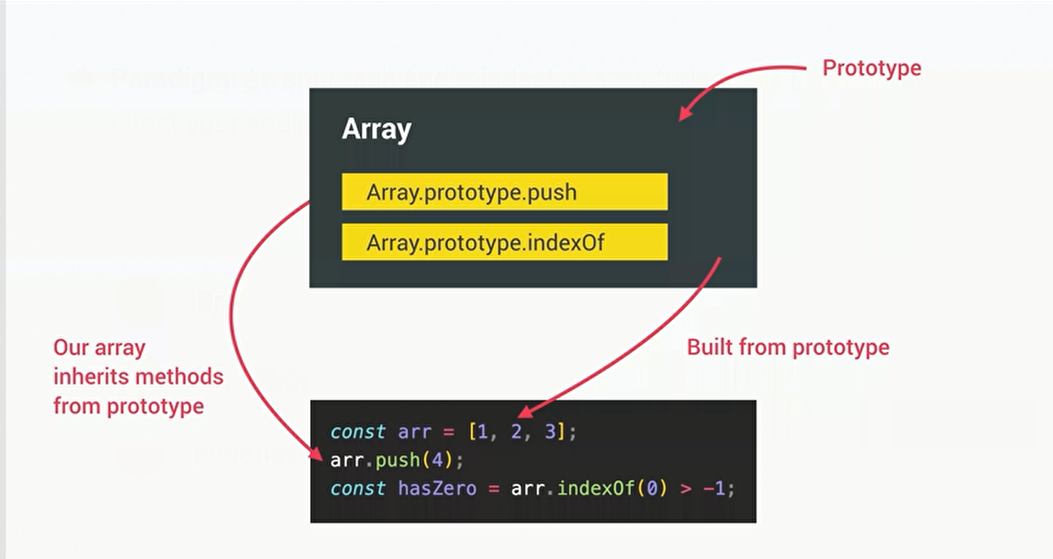 Prototype
Array
Array.prototype.push
Array.prototype.indexOf
Our array
inherits methods
from prototype
Built from prototype
const arr = [1, 2, 3];
arr.push(4);
const hasZero = arr.indexOf(0) > -1;